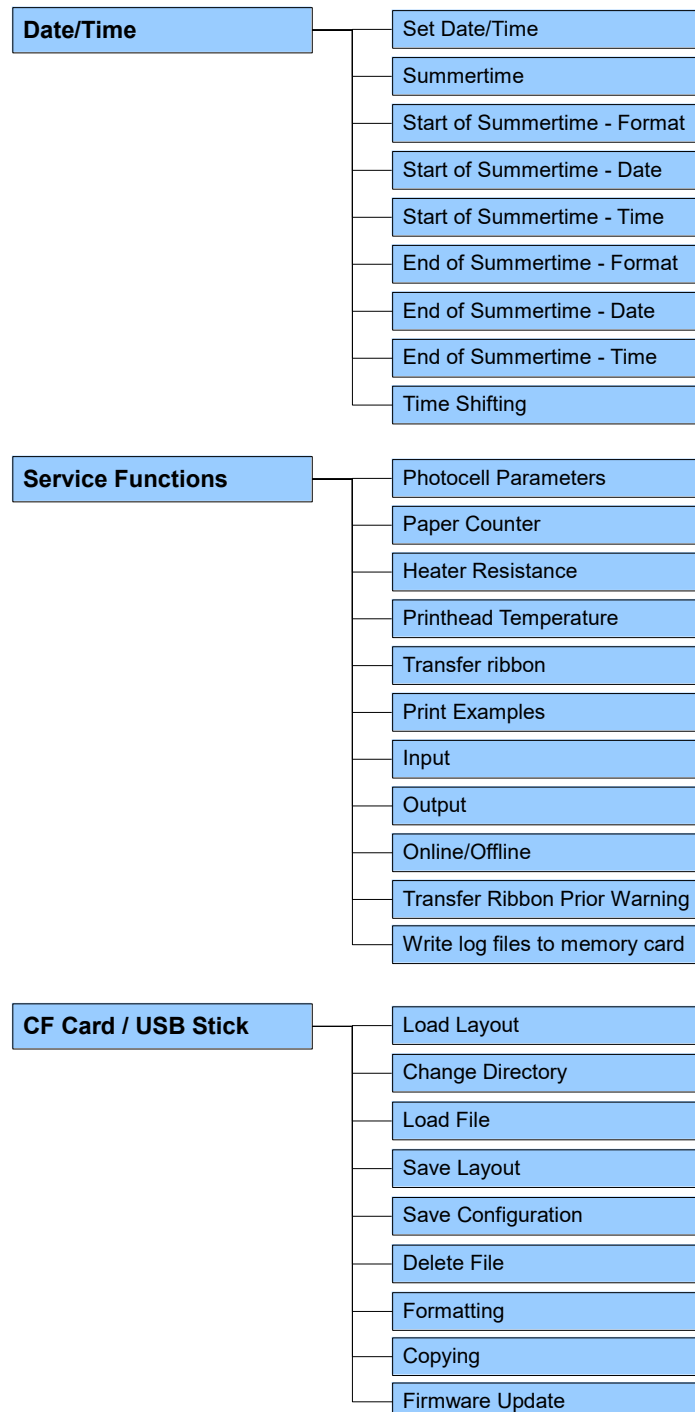 Date/Time
Set Date/Time
Summertime
Start of Summertime - Format
Start of Summertime - Date
Start of Summertime - Time
End of Summertime - Format
End of Summertime - Date
End of Summertime - Time
Time Shifting
Service Functions
Photocell Parameters
Paper Counter
Heater Resistance
Printhead Temperature
Transfer ribbon
Print Examples
Input
Output
Online/Offline
Transfer Ribbon Prior Warning
Write log files to memory card
CF Card / USB Stick
Load Layout
Change Directory
Load File
Save Layout
Save Configuration
Delete File
Formatting
Copying
Firmware Update